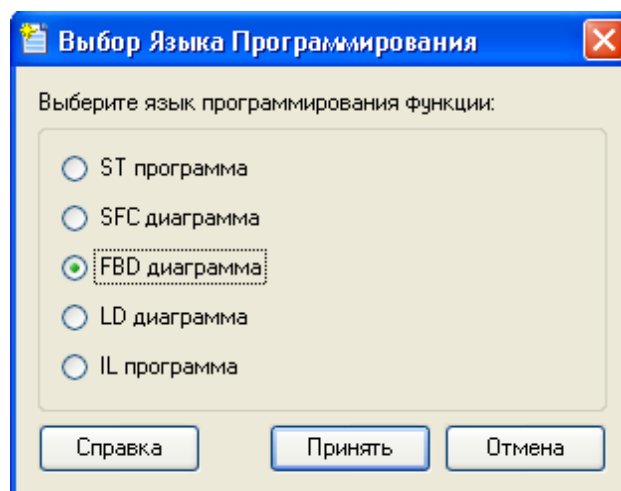 Выбор Языка Программирования
Выберите язык программирования функции:
ST программа
SFC диаграмма
FBD диаграмма
LD диаграмма
IL программа
Справка Принять Отмена